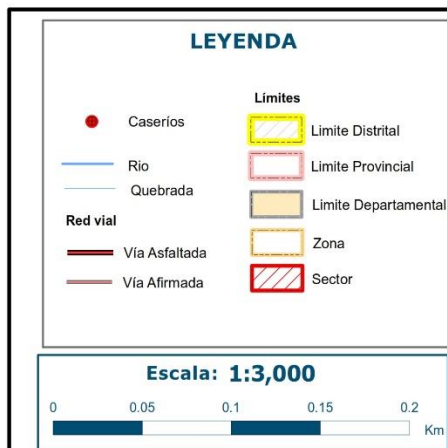 LEYENDA
Caseríos
Rio
Quebrada
Red vial
Vía Asfaltada
Vía Afirmada
Límites
Limite Distrital
Limite Provincial
Limite Departamental
Zona
Sector
Escala: 1:3,000
0 0.05 0.1 0.15 0.2
Km